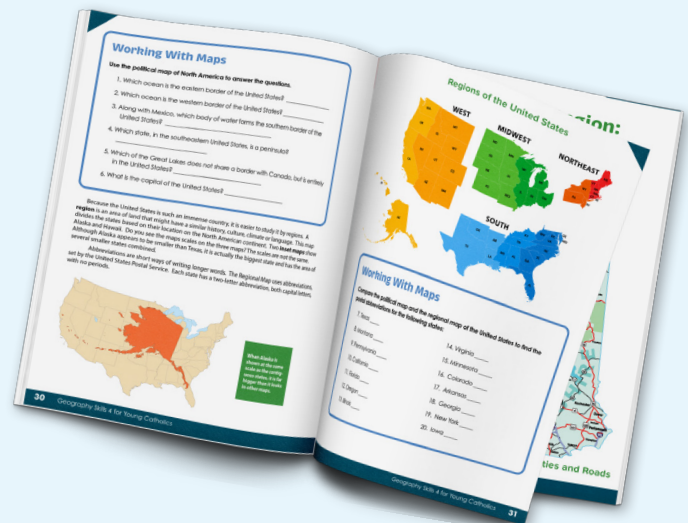 Working With Maps
Use the political map of North America to answer the questions.
1. Which ocean is the eastern border of the United States?
2. Which ocean is the western border of the United States?
3. Along with Mexico, which body of water forms the southern border of the
United States?
4. Which state, in the southeastern United States, is a peninsula?
5. Which of the Great Lakes does not share a border with Canada, but is entirely
in the United States?
6. What is the capital of the United States?
Because the United States is such an immense country, it is easier to study it by regions. A
region is an area of land that might have a similar history, culture, climate or language. This map
divides the states based on their location on the North American continent. Two inset maps show
Alaska and Hawaii. Do you see the maps scales on the three maps? The scales are not the same.
Although Alaska appears to be smaller than Texas, it is actually the biggest state and has the area of
several smaller states combined.
Abbreviations are short ways of writing longer words. The Regional Map uses abbreviations
set by the United States Postal Service. Each state has a two-letter abbreviation, both capital letters,
with no periods.
When Alaska is
shown at the same
scale as the
states, it is far
bigger than it looks
in other maps.
30 Geography Skills 4 for Young Catholics
Regions of the United States
WEST
MIDWEST
NORTHEAST
SOUTH
Working With Maps
Compare the political map and the regional map of the United States to find the
postal abbreviations for the following states:
7. Texas
8. Montana
9. Pennsylvania
10. California
11. Florida
12. Oregon
13. Illinois
14. Virginia
15. Minnesota
16. Colorado
17. Arkansas
18. Georgia
19. New York
20. Iowa
Geography Skills 4 for Young Catholics 31
gion:
ties and Roads